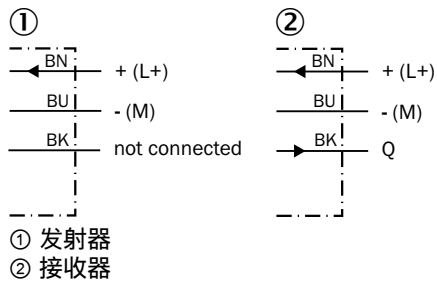 ① ②
BN + (L+) BN + (L+)
BU - (M) BU - (M)
BK not connected BK Q
① 发射器
② 接收器